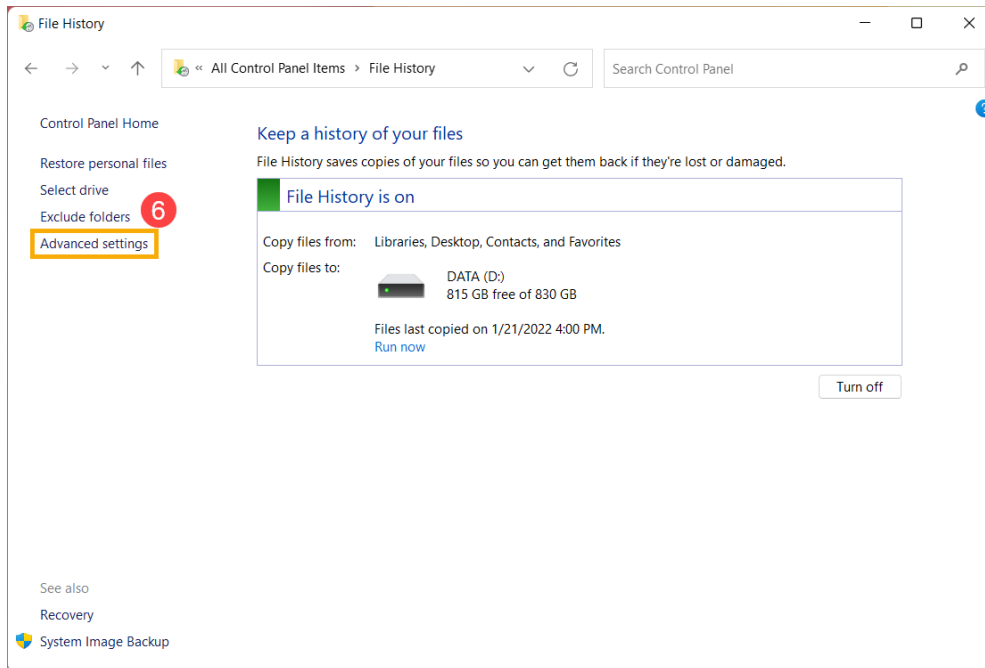 File History
« All Control Panel Items > File History
Search Control Panel
?
Control Panel Home
Restore personal files
Select drive
Exclude folders
6
Advanced settings
Keep a history of your files
File History saves copies of your files so you can get them back if they're lost or damaged.
File History is on
Copy files from: Libraries, Desktop, Contacts, and Favorites
Copy files to:
DATA (D:)
815 GB free of 830 GB
Files last copied on 1/21/2022 4:00 PM.
Run now
Turn off
See also
Recovery
System Image Backup